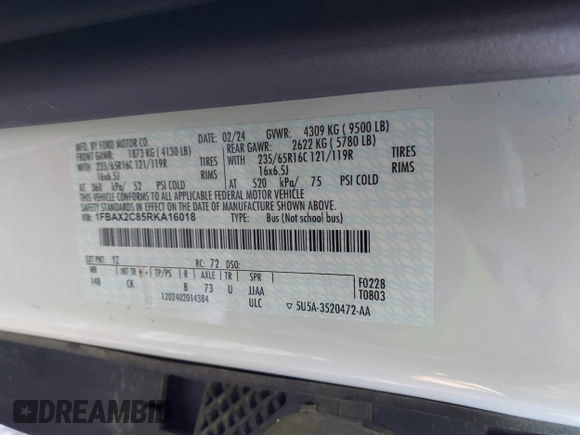 MFD. BY FORD MOTOR CO.
02/24 GVWR: 4309 KG ( 9500 LB)
FRONT GAWR: 1873 KG ( 4130 LB)
REAR GAWR: 2622 KG ( 5780 LB)
WITH 235/65R16C 121/119R TIRES
WITH 235/65R16C 121/119R TIRES
16x6.5J RIMS
16x6.5J RIMS
AT 360 kPa/ 52 PSI COLD
AT 520 kPa/ 75 PSI COLD
THIS VEHICLE CONFORMS TO ALL APPLICABLE FEDERAL MOTOR VEHICLE
SAFETY STANDARDS IN EFFECT ON THE DATE OF MANUFACTURE SHOWN ABOVE.
VIN: 1FBAX2C85RKA16018 TYPE: Bus (Not school bus)
EXT PNT: YZ RC: 72 DSO:
WB INT TR TP/PS R AXLE TR SPR
148 CK B 73 U JJAA
ULC
1202402014384
F0228
T0803
5USA-3520472-AA
DREAMBID